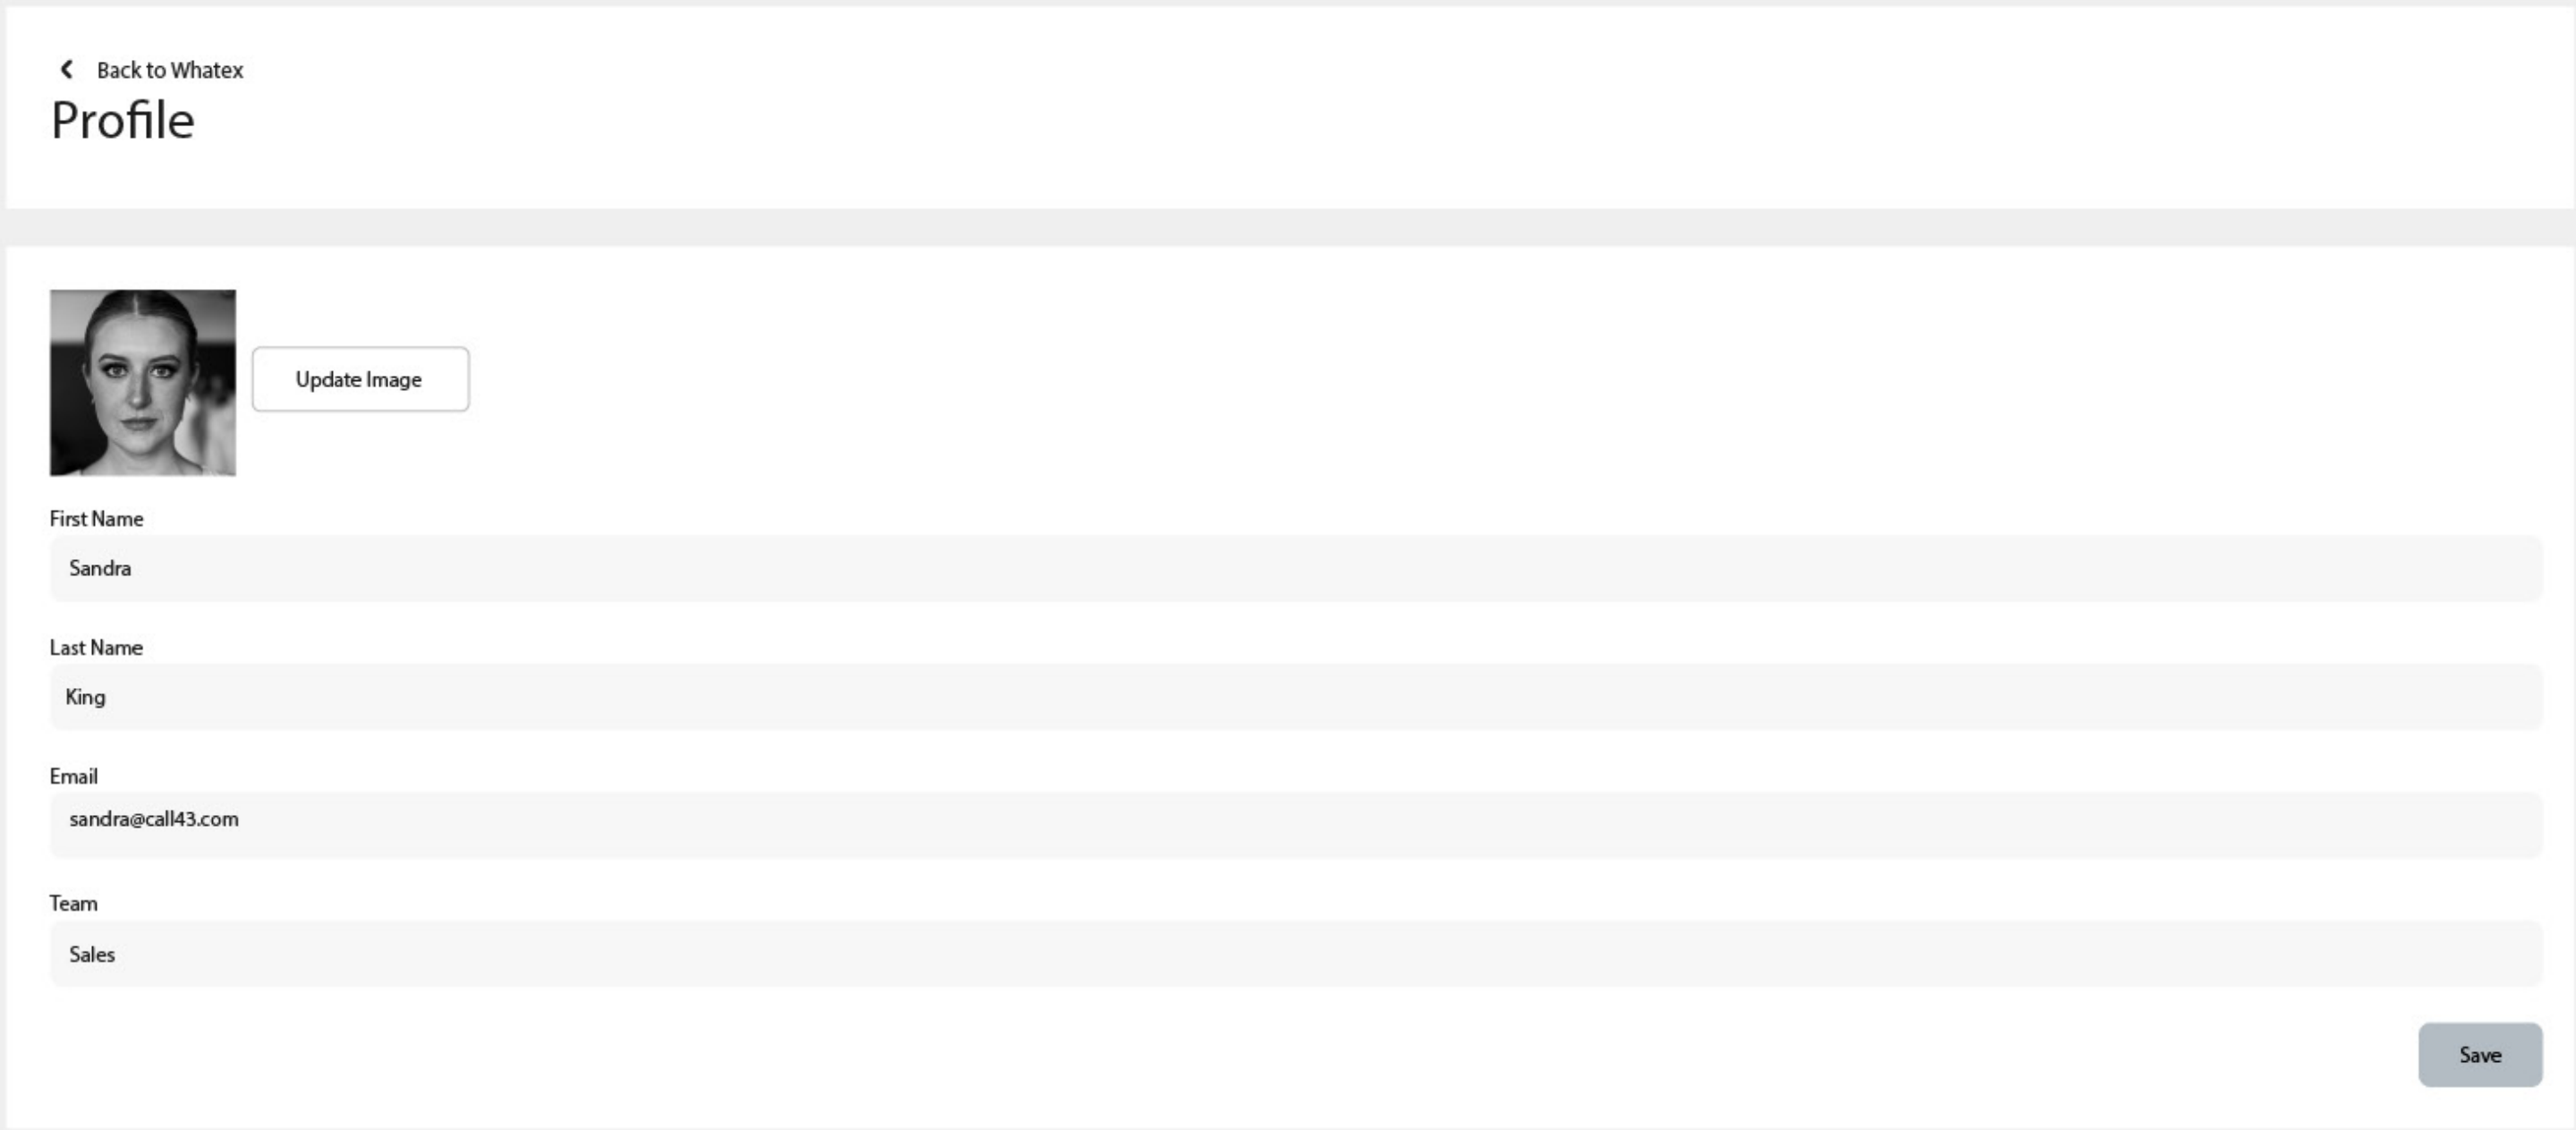 Back to Whatex
Profile
Update Image
First Name
Sandra
Last Name
King
Email
sandra@call43.com
Team
Sales
Save